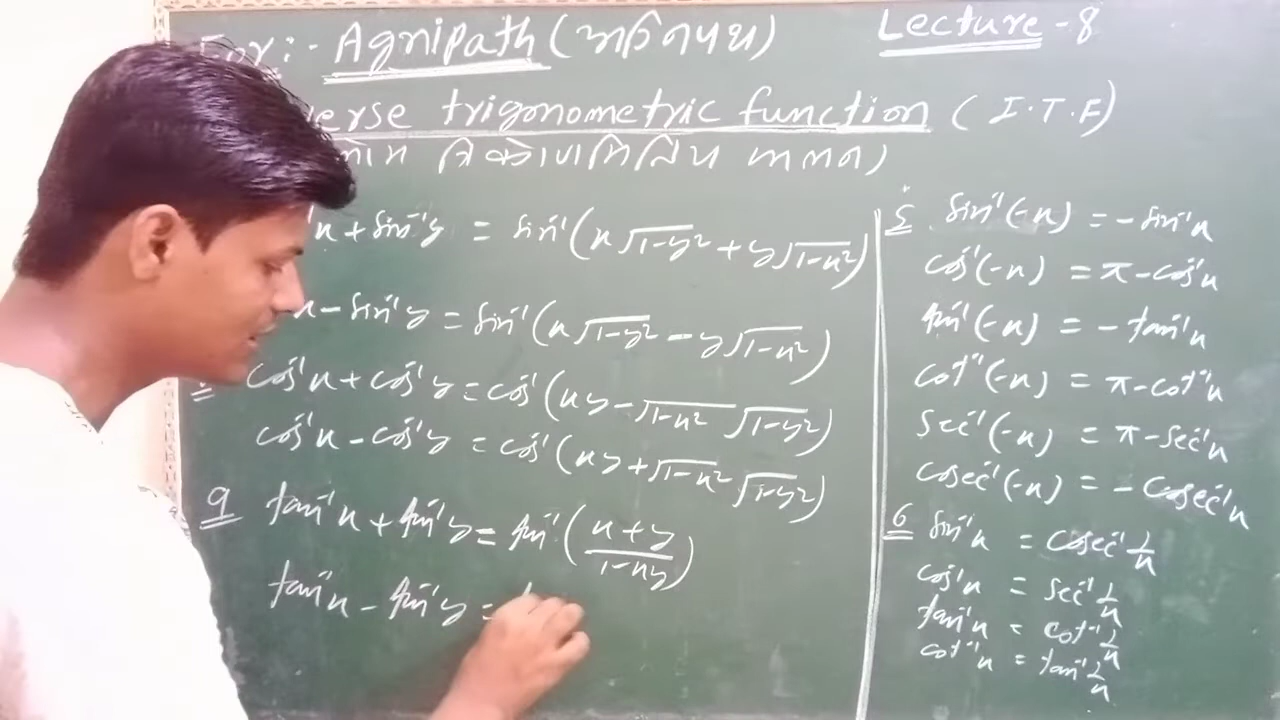 For:- Agnipath (अग्निपथ) Lecture-8
verse trigonometric function (I.T.F)
त्रिकोणमितीय फलन)
x + sin⁻¹y = sin⁻¹(x√1-y² + y√1-x²)
x - sin⁻¹y = sin⁻¹(x√1-y² - y√1-x²)
cos⁻¹x + cos⁻¹y = cos⁻¹(xy - √1-x² √1-y²)
cos⁻¹x - cos⁻¹y = cos⁻¹(xy + √1-x² √1-y²)
9 tan⁻¹x + tan⁻¹y = tan⁻¹(x+y/1-xy)
tan⁻¹x - tan⁻¹y = t
5 sin⁻¹(-x) = -sin⁻¹x
cos⁻¹(-x) = π - cos⁻¹x
tan⁻¹(-x) = -tan⁻¹x
cot⁻¹(-x) = π - cot⁻¹x
sec⁻¹(-x) = π - sec⁻¹x
cosec⁻¹(-x) = -cosec⁻¹x
6 sin⁻¹x = cosec⁻¹ 1/x
cos⁻¹x = sec⁻¹ 1/x
tan⁻¹x = cot⁻¹ 1/x
cot⁻¹x = tan⁻¹ 1/x